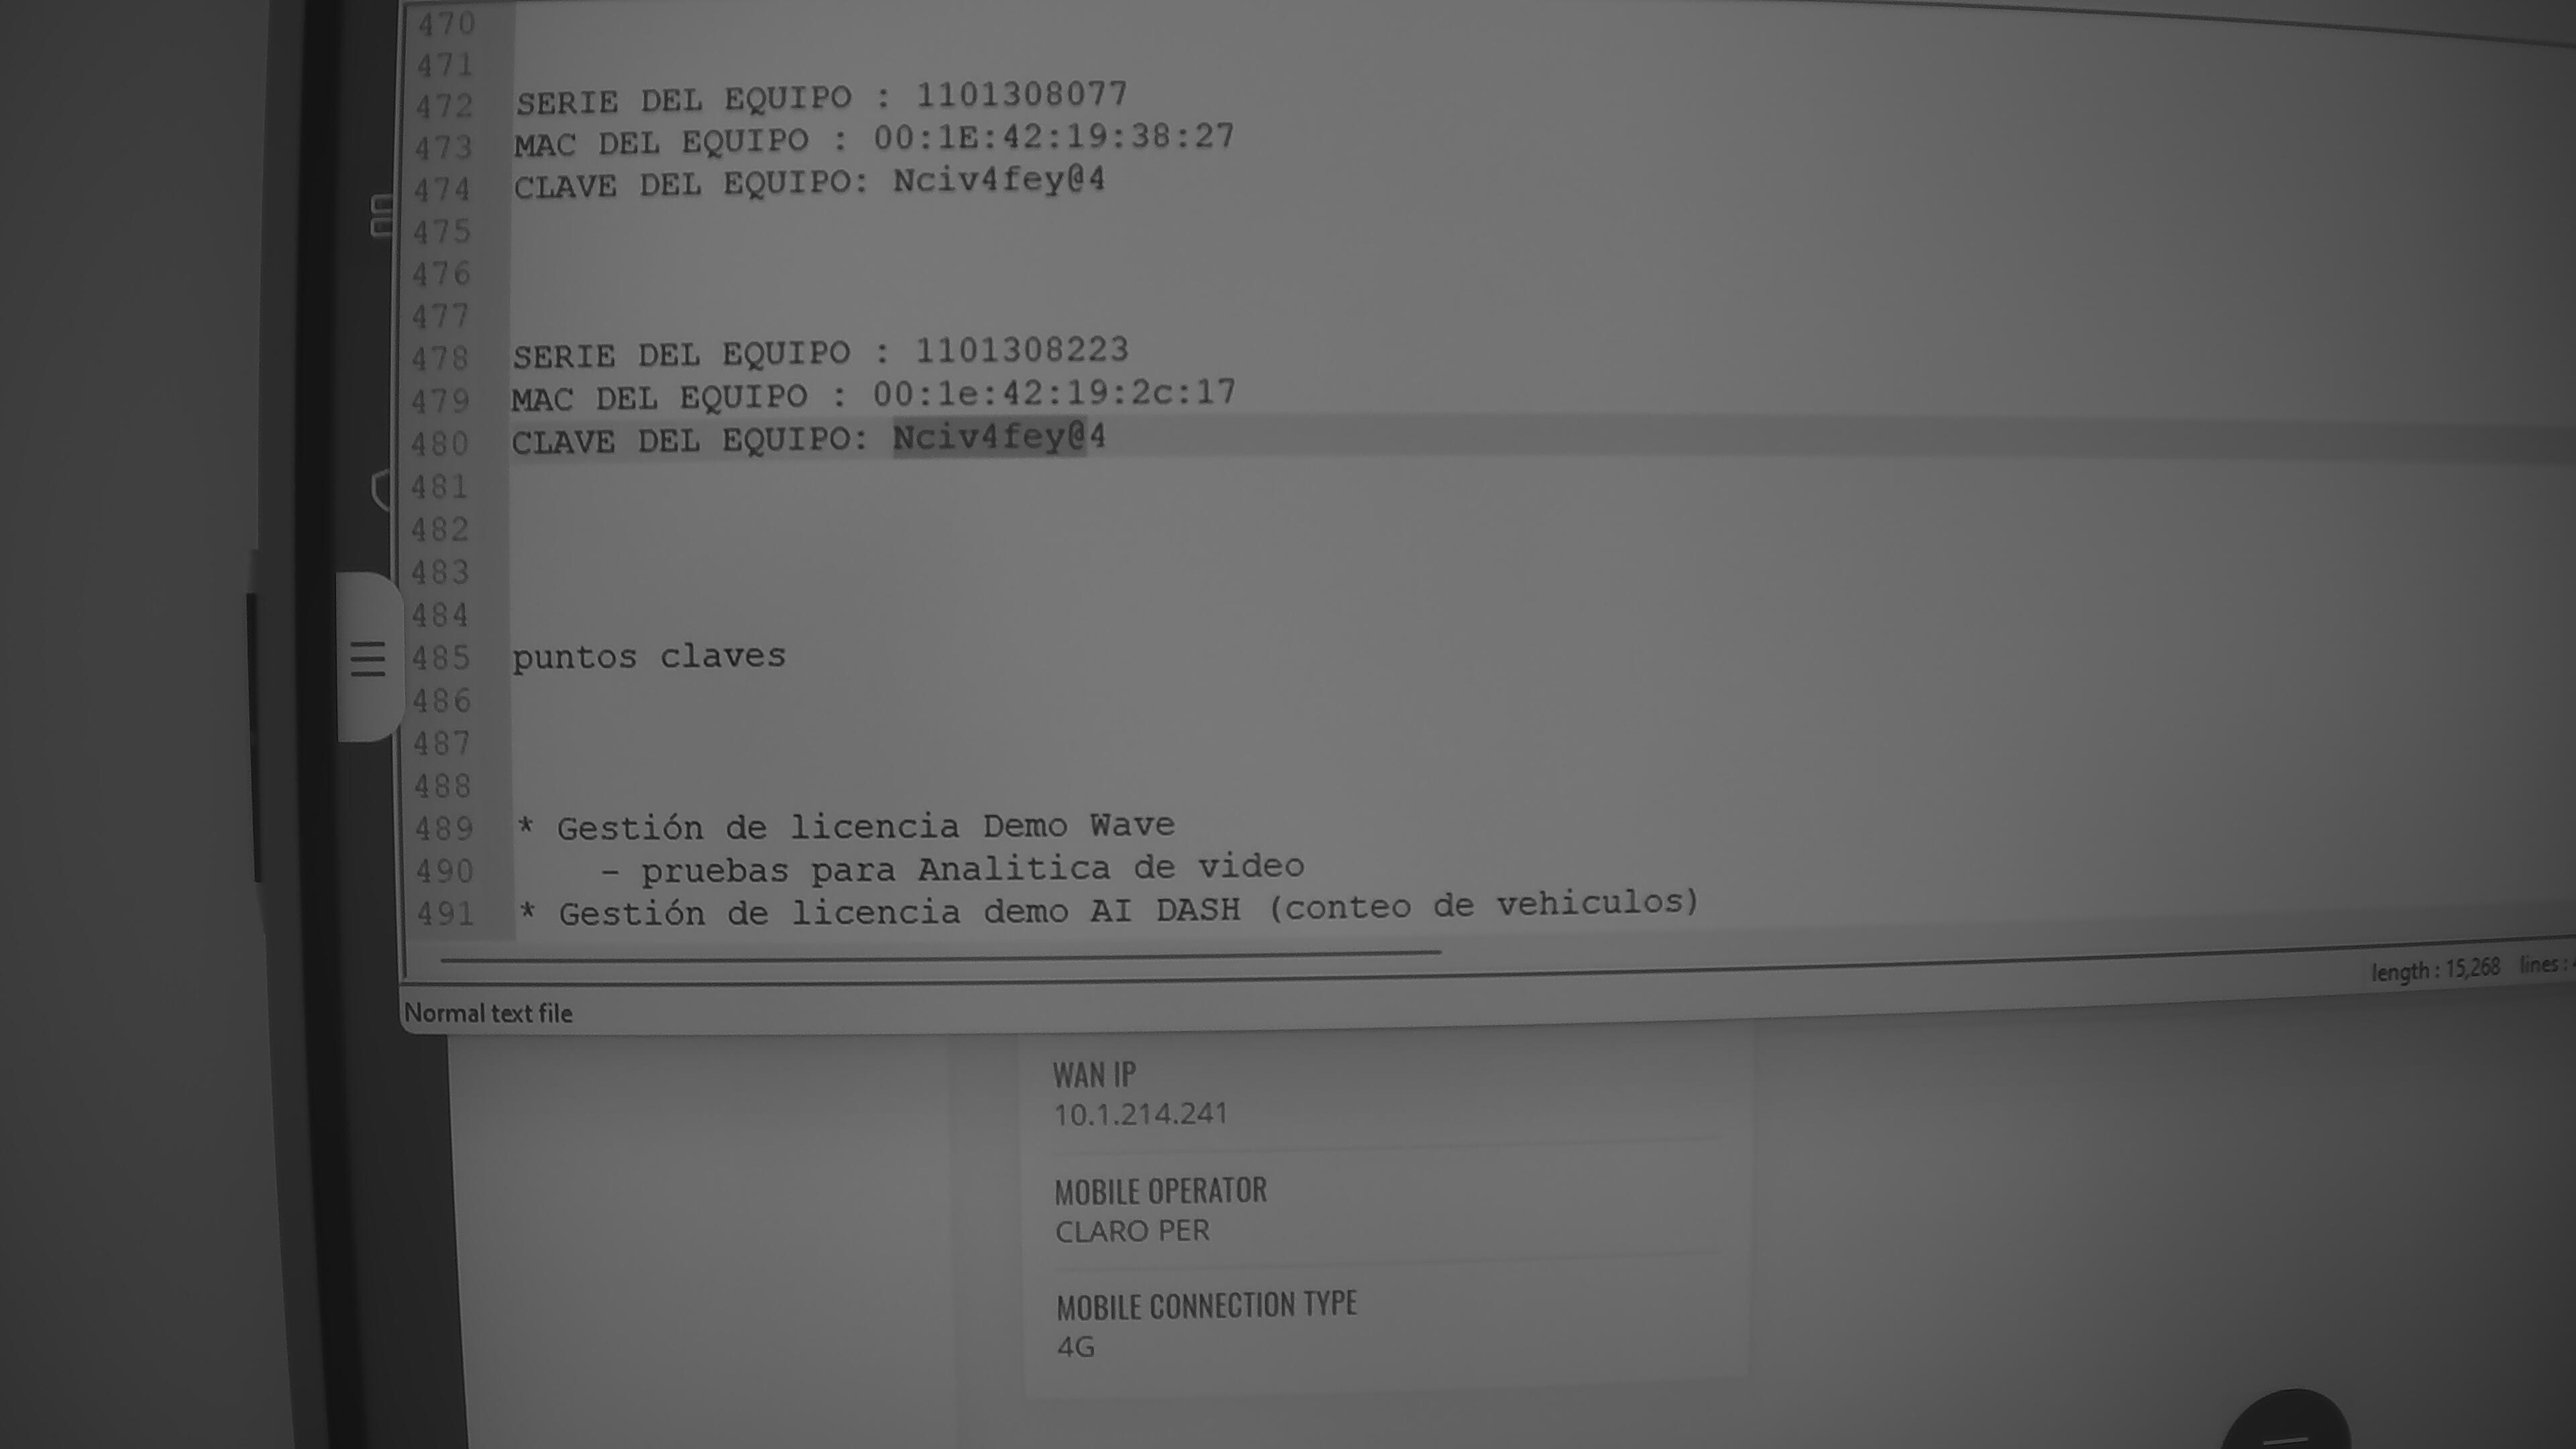 470
471
472 SERIE DEL EQUIPO : 1101308077
473 MAC DEL EQUIPO : 00:1E:42:19:38:27
474 CLAVE DEL EQUIPO: Nciv4fey@4
475
476
477
478 SERIE DEL EQUIPO : 1101308223
479 MAC DEL EQUIPO : 00:1e:42:19:2c:17
480 CLAVE DEL EQUIPO: Nciv4fey@4
481
482
483
484
485 puntos claves
486
487
488
489 * Gestión de licencia Demo Wave
490 - pruebas para Analitica de video
491 * Gestión de licencia demo AI DASH (conteo de vehiculos)
Normal text file length : 15,268 lines :
WAN IP
10.1.214.241
MOBILE OPERATOR
CLARO PER
MOBILE CONNECTION TYPE
4G